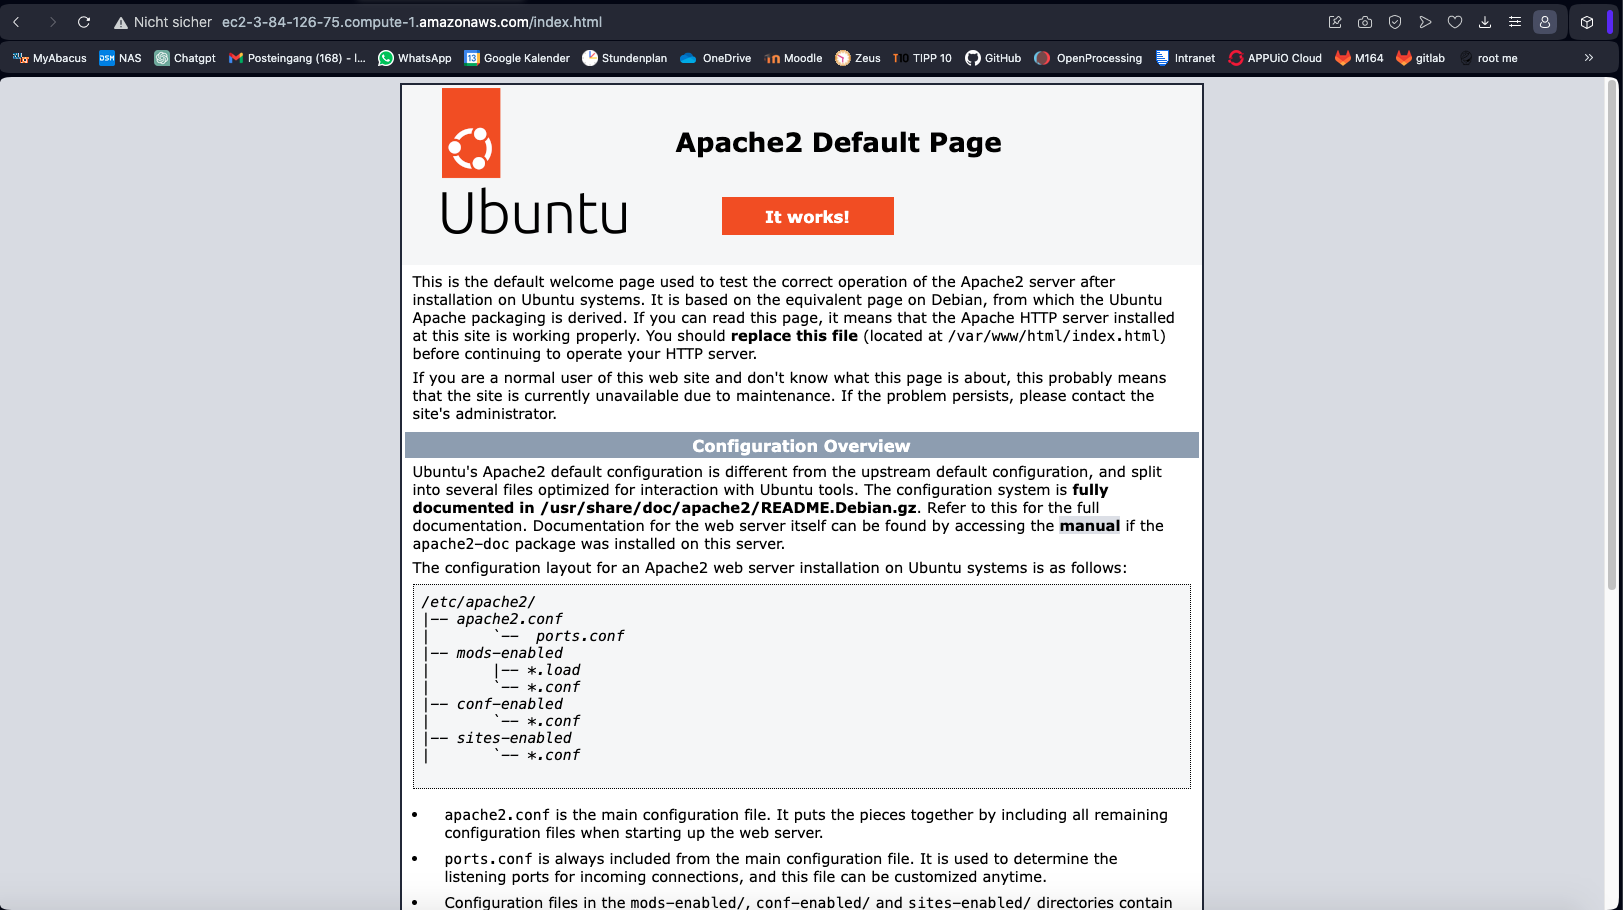 Nicht sicher ec2-3-84-126-75.compute-1.amazonaws.com/index.html
MyAbacus DSM NAS Chatgpt Posteingang (168) - l... WhatsApp 13 Google Kalender Stundenplan OneDrive Moodle Zeus T10 TIPP 10 GitHub OpenProcessing Intranet APPUiO Cloud M164 gitlab root me »
Apache2 Default Page
Ubuntu
It works!
This is the default welcome page used to test the correct operation of the Apache2 server after
installation on Ubuntu systems. It is based on the equivalent page on Debian, from which the Ubuntu
Apache packaging is derived. If you can read this page, it means that the Apache HTTP server installed
at this site is working properly. You should replace this file (located at /var/www/html/index.html)
before continuing to operate your HTTP server.
If you are a normal user of this web site and don't know what this page is about, this probably means
that the site is currently unavailable due to maintenance. If the problem persists, please contact the
site's administrator.
Configuration Overview
Ubuntu's Apache2 default configuration is different from the upstream default configuration, and split
into several files optimized for interaction with Ubuntu tools. The configuration system is fully
documented in /usr/share/doc/apache2/README.Debian.gz. Refer to this for the full
documentation. Documentation for the web server itself can be found by accessing the manual if the
apache2-doc package was installed on this server.
The configuration layout for an Apache2 web server installation on Ubuntu systems is as follows:
/etc/apache2/
|-- apache2.conf
|       `--  ports.conf
|-- mods-enabled
|       |-- *.load
|       `-- *.conf
|-- conf-enabled
|       `-- *.conf
|-- sites-enabled
|       `-- *.conf
• apache2.conf is the main configuration file. It puts the pieces together by including all remaining
configuration files when starting up the web server.
• ports.conf is always included from the main configuration file. It is used to determine the
listening ports for incoming connections, and this file can be customized anytime.
• Configuration files in the mods-enabled/, conf-enabled/ and sites-enabled/ directories contain